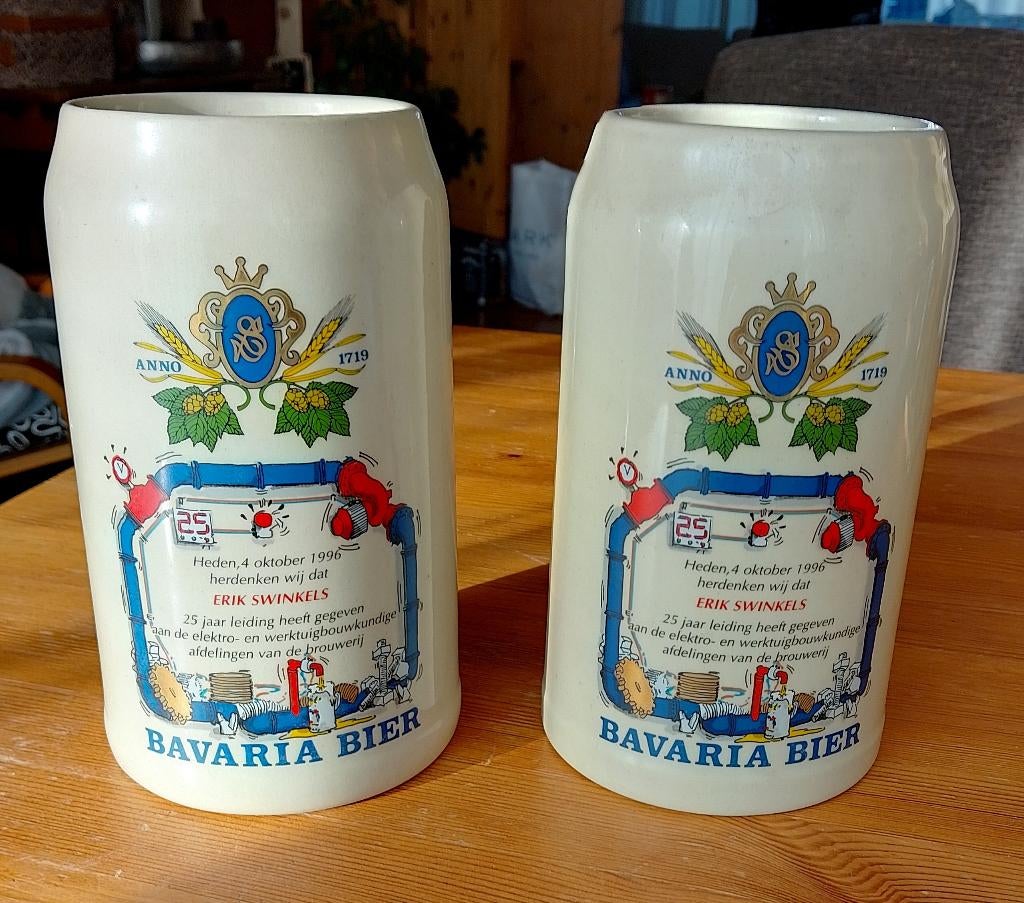 ANNO 1719
S
25
V
Heden, 4 oktober 1996
herdenken wij dat
ERIK SWINKELS
25 jaar leiding heeft gegeven
aan de elektro- en werktuigbouwkundige
afdelingen van de brouwerij
BAVARIA BIER
ANNO 1719
S
25
V
Heden, 4 oktober 1996
herdenken wij dat
ERIK SWINKELS
25 jaar leiding heeft gegeven
aan de elektro- en werktuigbouwkundige
afdelingen van de brouwerij
BAVARIA BIER